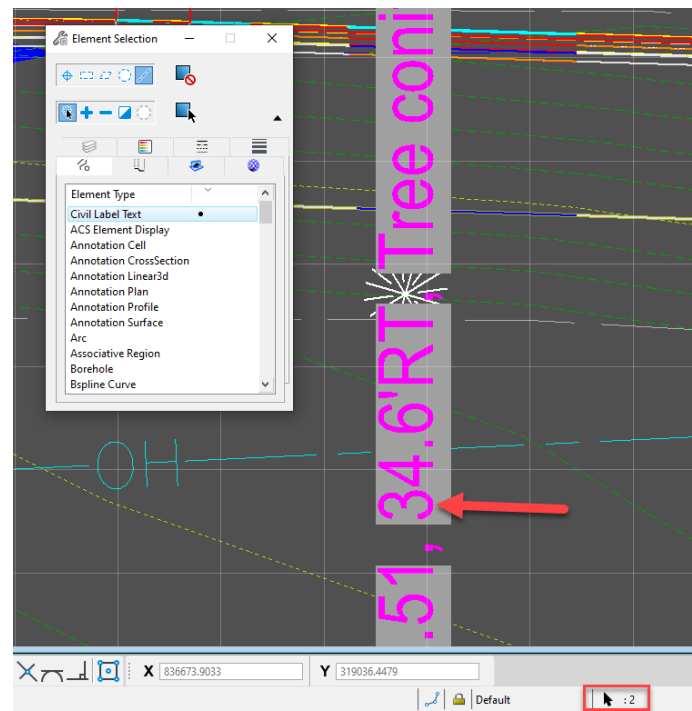 Element Selection
Element Type
Civil Label Text
ACS Element Display
Annotation Cell
Annotation CrossSection
Annotation Linear3d
Annotation Plan
Annotation Profile
Annotation Surface
Arc
Associative Region
Borehole
Bspline Curve
.51, 34.6'RT, Tree coni
OH
X 836673.9033 Y 319036.4479
Default : 2